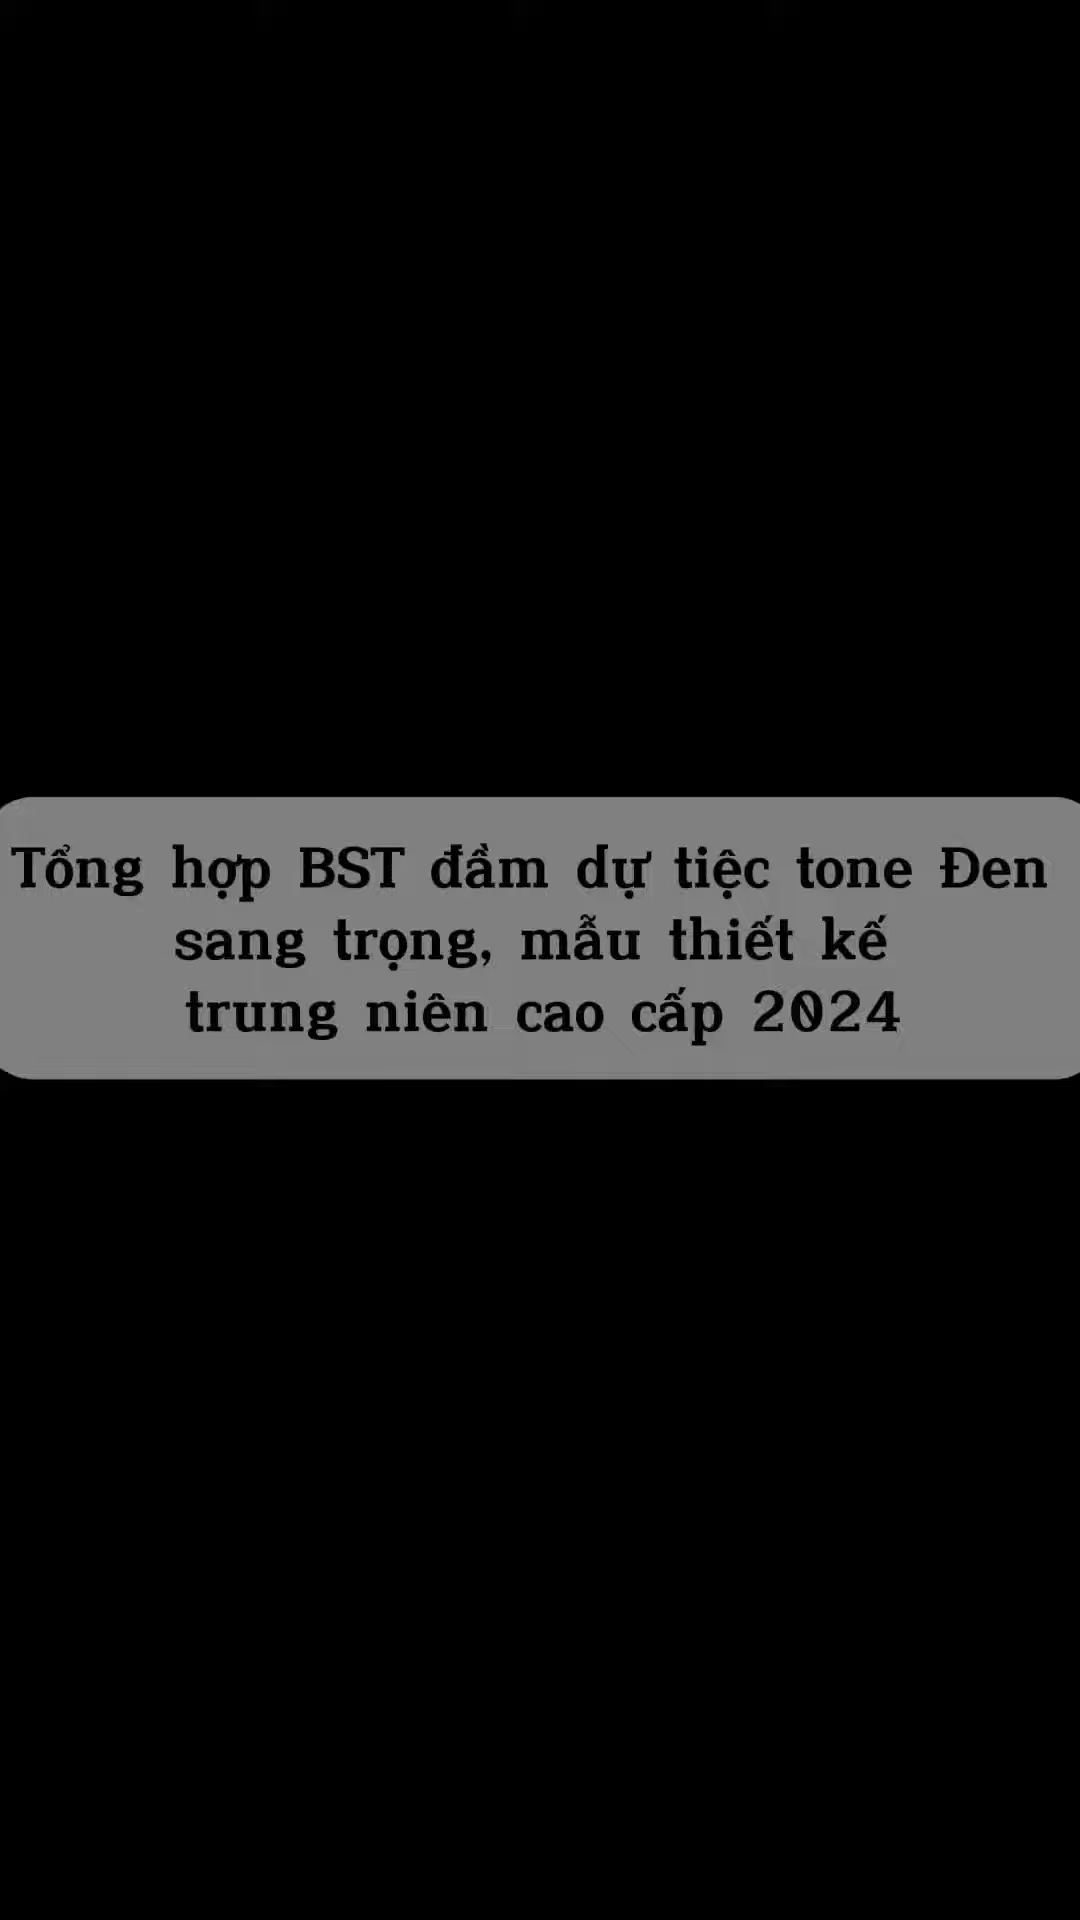 Tổng hợp BST đầm dự tiệc tone Đen
sang trọng, mẫu thiết kế
trung niên cao cấp 2024